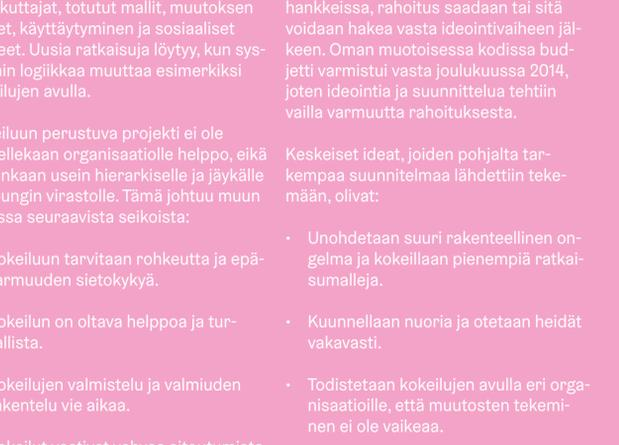 kuttajat, totutut mallit, muutoksen
et, käyttäytyminen ja sosiaaliset
eet. Uusia ratkaisuja löytyy, kun sys-
in logiikkaa muuttaa esimerkiksi
ilujen avulla.
iluun perustuva projekti ei ole
ellekaan organisaatiolle helppo, eikä
nkaan usein hierarkiselle ja jäykälle
ungin virastolle. Tämä johtuu muun
ssa seuraavista seikoista:
okeiluun tarvitaan rohkeutta ja epä-
armuuden sietokykyä.
okeilun on oltava helppoa ja tur-
allista.
okeilujen valmistelu ja valmiuden
akentelu vie aikaa.
hankkeissa, rahoitus saadaan tai sitä
voidaan hakea vasta ideointivaiheen jäl-
keen. Oman muotoisessa kodissa bud-
jetti varmistui vasta joulukuussa 2014,
joten ideointia ja suunnittelua tehtiin
vailla varmuutta rahoituksesta.
Keskeiset ideat, joiden pohjalta tar-
kempaa suunnitelmaa lähdettiin teke-
mään, olivat:
• Unohdetaan suuri rakenteellinen on-
gelma ja kokeillaan pienempiä ratkai-
sumalleja.
• Kuunnellaan nuoria ja otetaan heidät
vakavasti.
• Todistetaan kokeilujen avulla eri orga-
nisaatioille, että muutosten tekemi-
nen ei ole vaikeaa.